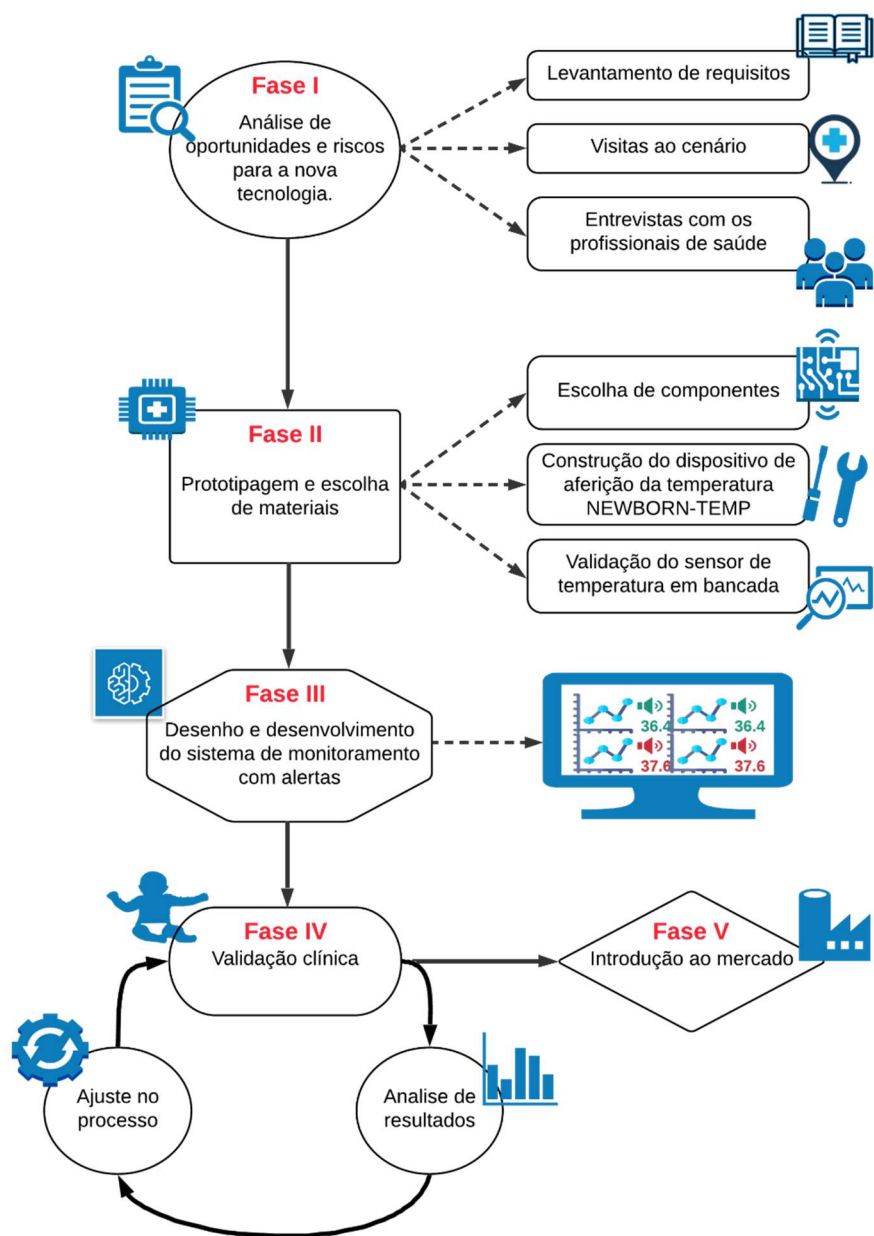 Fase I
Análise de
oportunidades e riscos
para a nova
tecnologia.
Levantamento de requisitos
Visitas ao cenário
Entrevistas com os
profissionais de saúde
Fase II
Prototipagem e escolha
de materiais
Escolha de componentes
Construção do dispositivo de
aferição da temperatura
NEWBORN-TEMP
Validação do sensor de
temperatura em bancada
Fase III
Desenho e desenvolvimento
do sistema de monitoramento
com alertas
36.4
36.4
37.6
37.6
Fase IV
Validação clínica
Fase V
Introdução ao mercado
Ajuste no
processo
Analise de
resultados